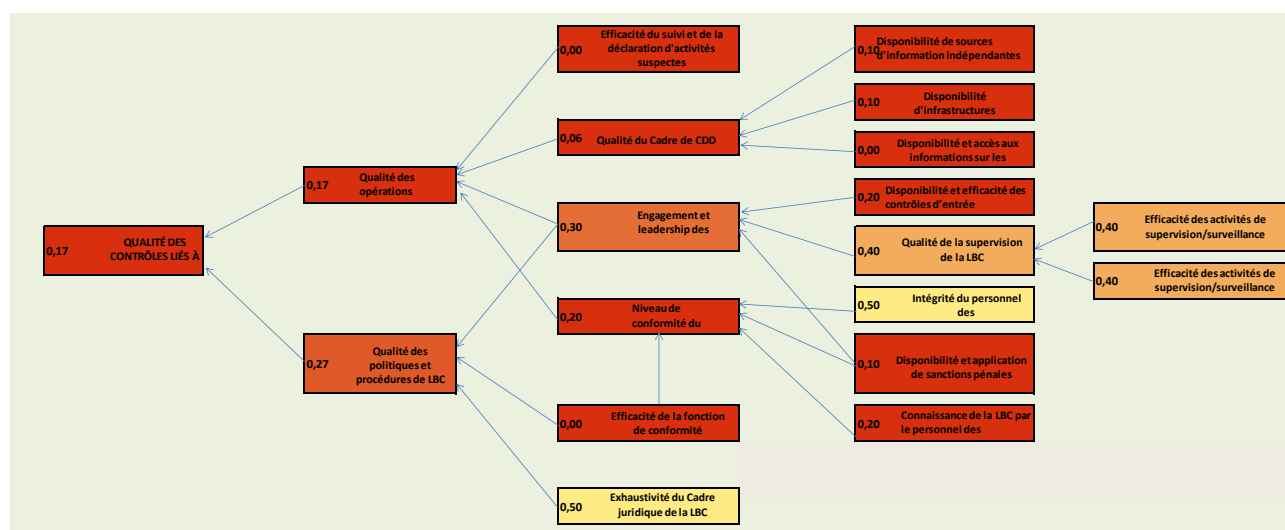 0,17
QUALITÉ DES
CONTRÔLES LIÉS À
0,17
Qualité des
opérations
0,27
Qualité des
politiques et
procédures de LBC
0,00
Efficacité du suivi et de la
déclaration d'activités
suspectes
0,06
Qualité du Cadre de CDD
0,30
Engagement et
leadership des
0,20
Niveau de
conformité du
0,00
Efficacité de la fonction
de conformité
0,50
Exhaustivité du Cadre
juridique de la LBC
0,10
Disponibilité de sources
d'information indépendantes
0,10
Disponibilité
d'infrastructures
0,00
Disponibilité et accès aux
informations sur les
0,20
Disponibilité et efficacité des
contrôles d'entrée
0,40
Qualité de la supervision
de la LBC
0,50
Intégrité du personnel
des
0,10
Disponibilité et application
de sanctions pénales
0,20
Connaissance de la LBC par
le personnel des
0,40
Efficacité des activités de
supervision/surveillance
0,40
Efficacité des activités de
supervision/surveillance